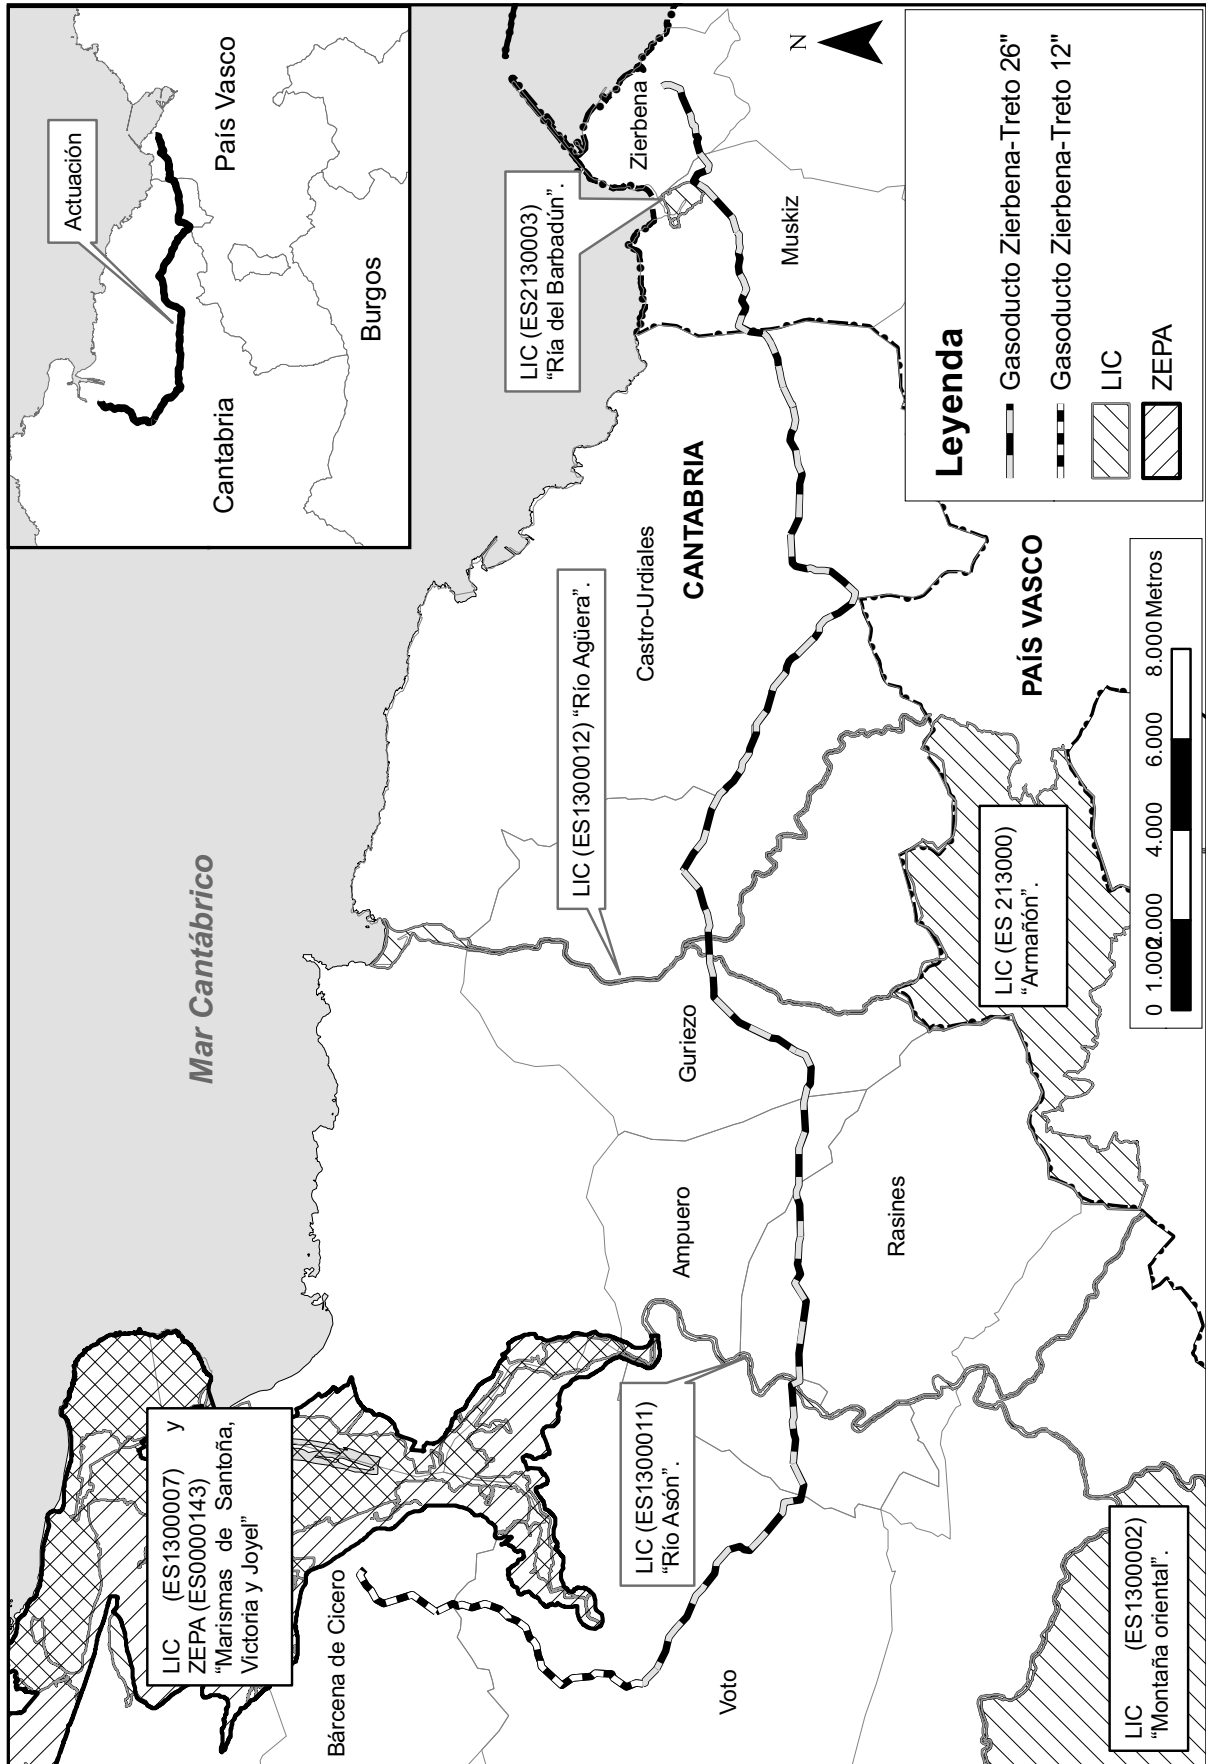 Mar Cantábrico
Actuación
País Vasco
Cantabria
Burgos
LIC (ES1300007) y
ZEPA (ES0000143)
“Marismas de Santoña,
Victoria y Joyel”
Bárcena de Cicero
Voto
LIC (ES1300011)
“Río Asón”.
LIC (ES1300002)
“Montaña oriental”.
Ampuero
Rasines
Guriezo
LIC (ES1300012) “Río Agüera”.
LIC (ES 213000)
“Armañón”.
Castro-Urdiales
CANTABRIA
PAÍS VASCO
LIC (ES2130003)
“Ría del Barbadún”.
Zierbena
Muskiz
N
Leyenda
Gasoducto Zierbena-Treto 26"
Gasoducto Zierbena-Treto 12"
LIC
ZEPA
0 1.000 2.000 4.000 6.000 8.000 Metros